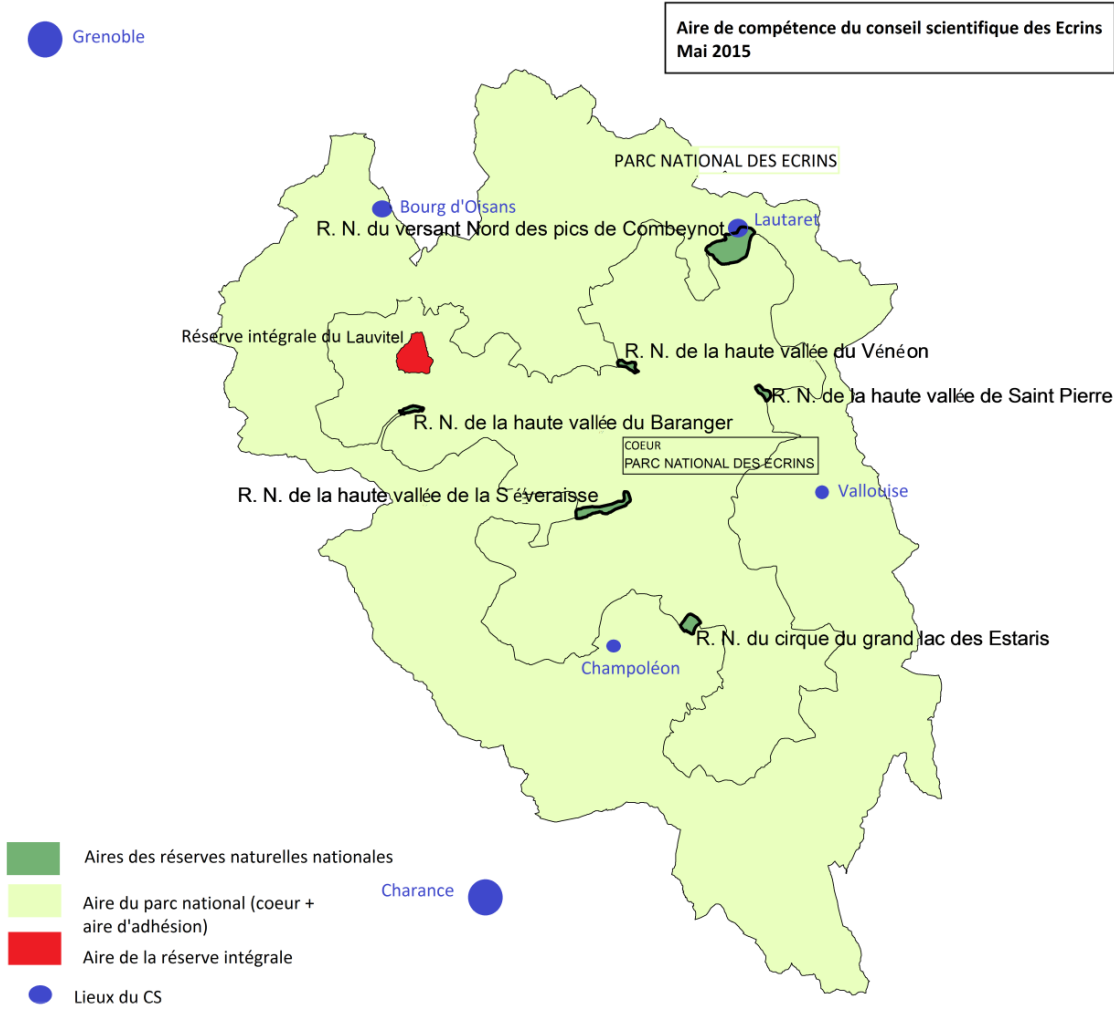 Grenoble
Aire de compétence du conseil scientifique des Ecrins
Mai 2015
PARC NATIONAL DES ECRINS
Bourg d'Oisans
Lautaret
R. N. du versant Nord des pics de Combeynot
Réserve intégrale du Lauvitel
R. N. de la haute vallée du Vénéon
R. N. de la haute vallée de Saint Pierre
R. N. de la haute vallée du Baranger
COEUR
PARC NATIONAL DES ECRINS
R. N. de la haute vallée de la Séveraisse
Vallouise
R. N. du cirque du grand lac des Estaris
Champoléon
Aires des réserves naturelles nationales
Charance
Aire du parc national (coeur +
aire d'adhésion)
Aire de la réserve intégrale
Lieux du CS